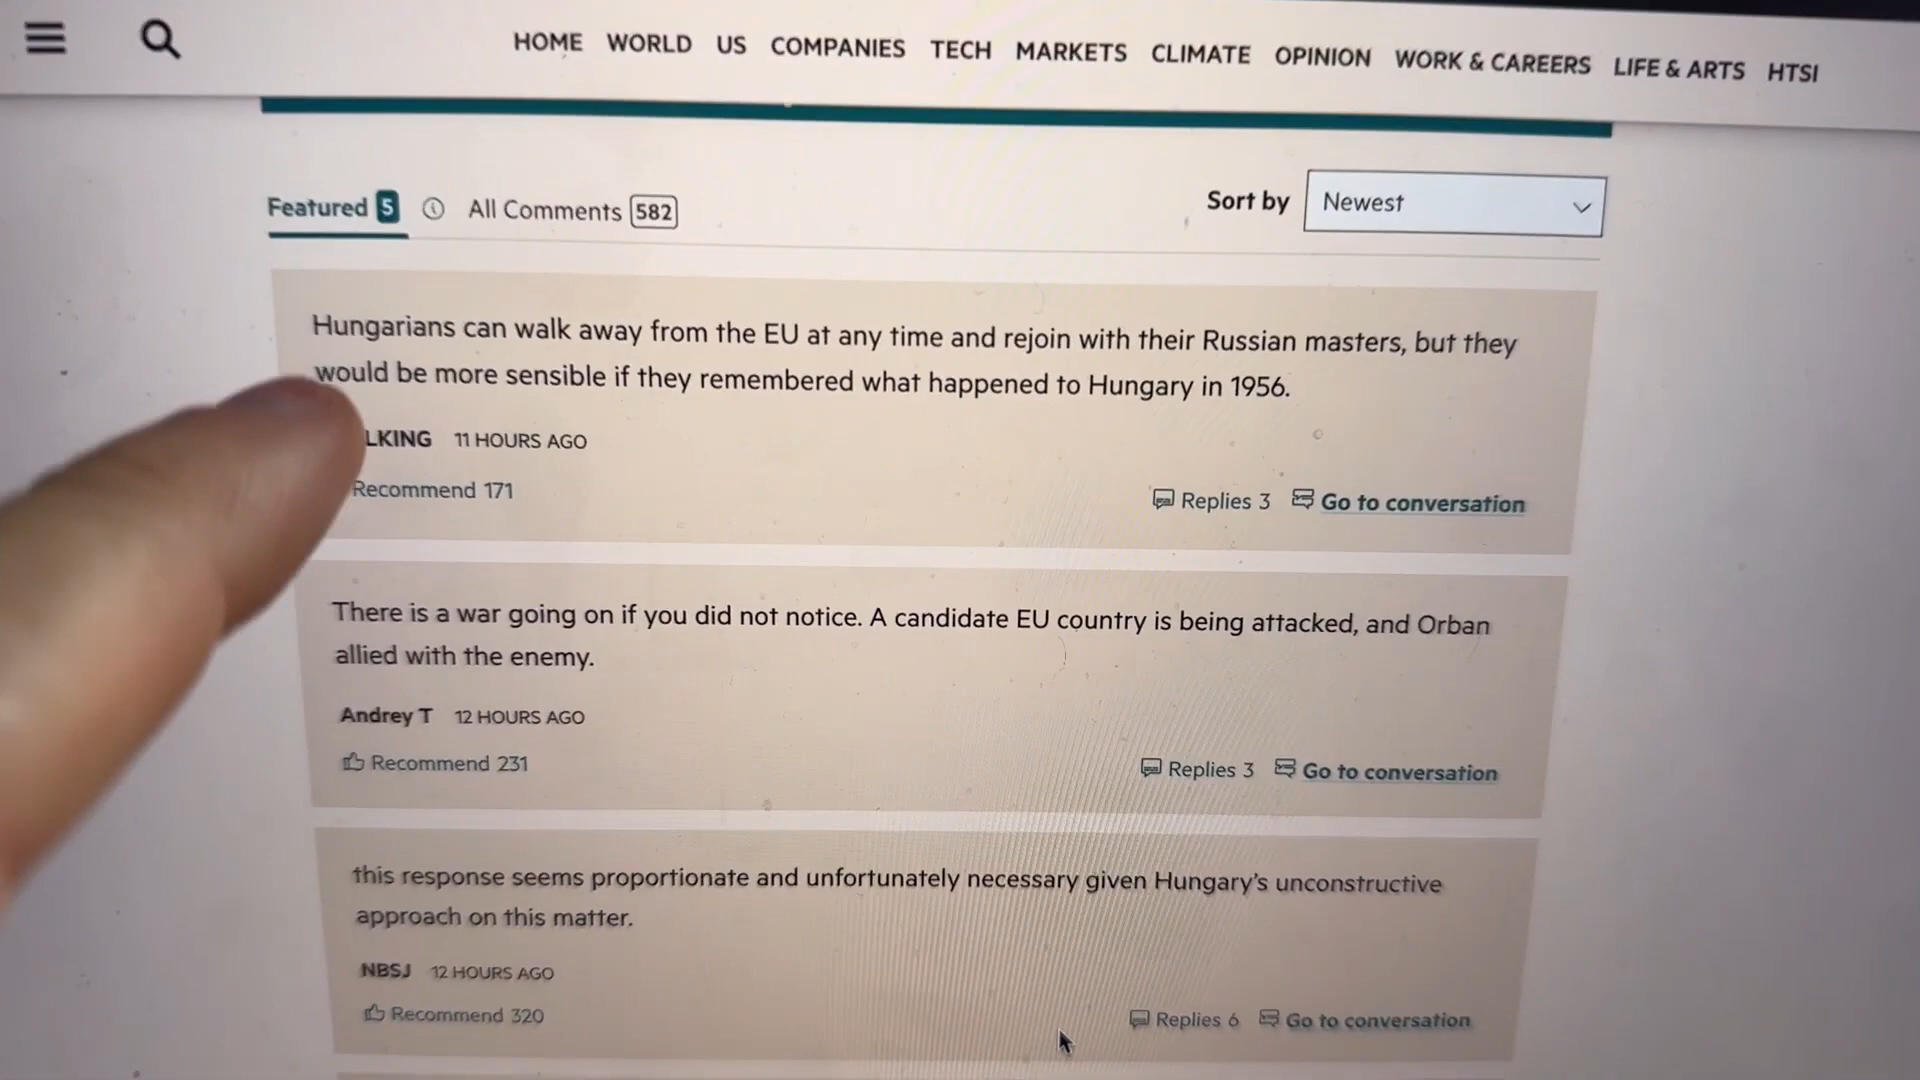 HOME WORLD US COMPANIES TECH MARKETS CLIMATE OPINION WORK & CAREERS LIFE & ARTS HTSI
Featured 5 All Comments 582 Sort by Newest
Hungarians can walk away from the EU at any time and rejoin with their Russian masters, but they
would be more sensible if they remembered what happened to Hungary in 1956.
LKING 11 HOURS AGO
Recommend 171 Replies 3 Go to conversation
There is a war going on if you did not notice. A candidate EU country is being attacked, and Orban
allied with the enemy.
Andrey T 12 HOURS AGO
Recommend 231 Replies 3 Go to conversation
this response seems proportionate and unfortunately necessary given Hungary's unconstructive
approach on this matter.
NBSJ 12 HOURS AGO
Recommend 320 Replies 6 Go to conversation